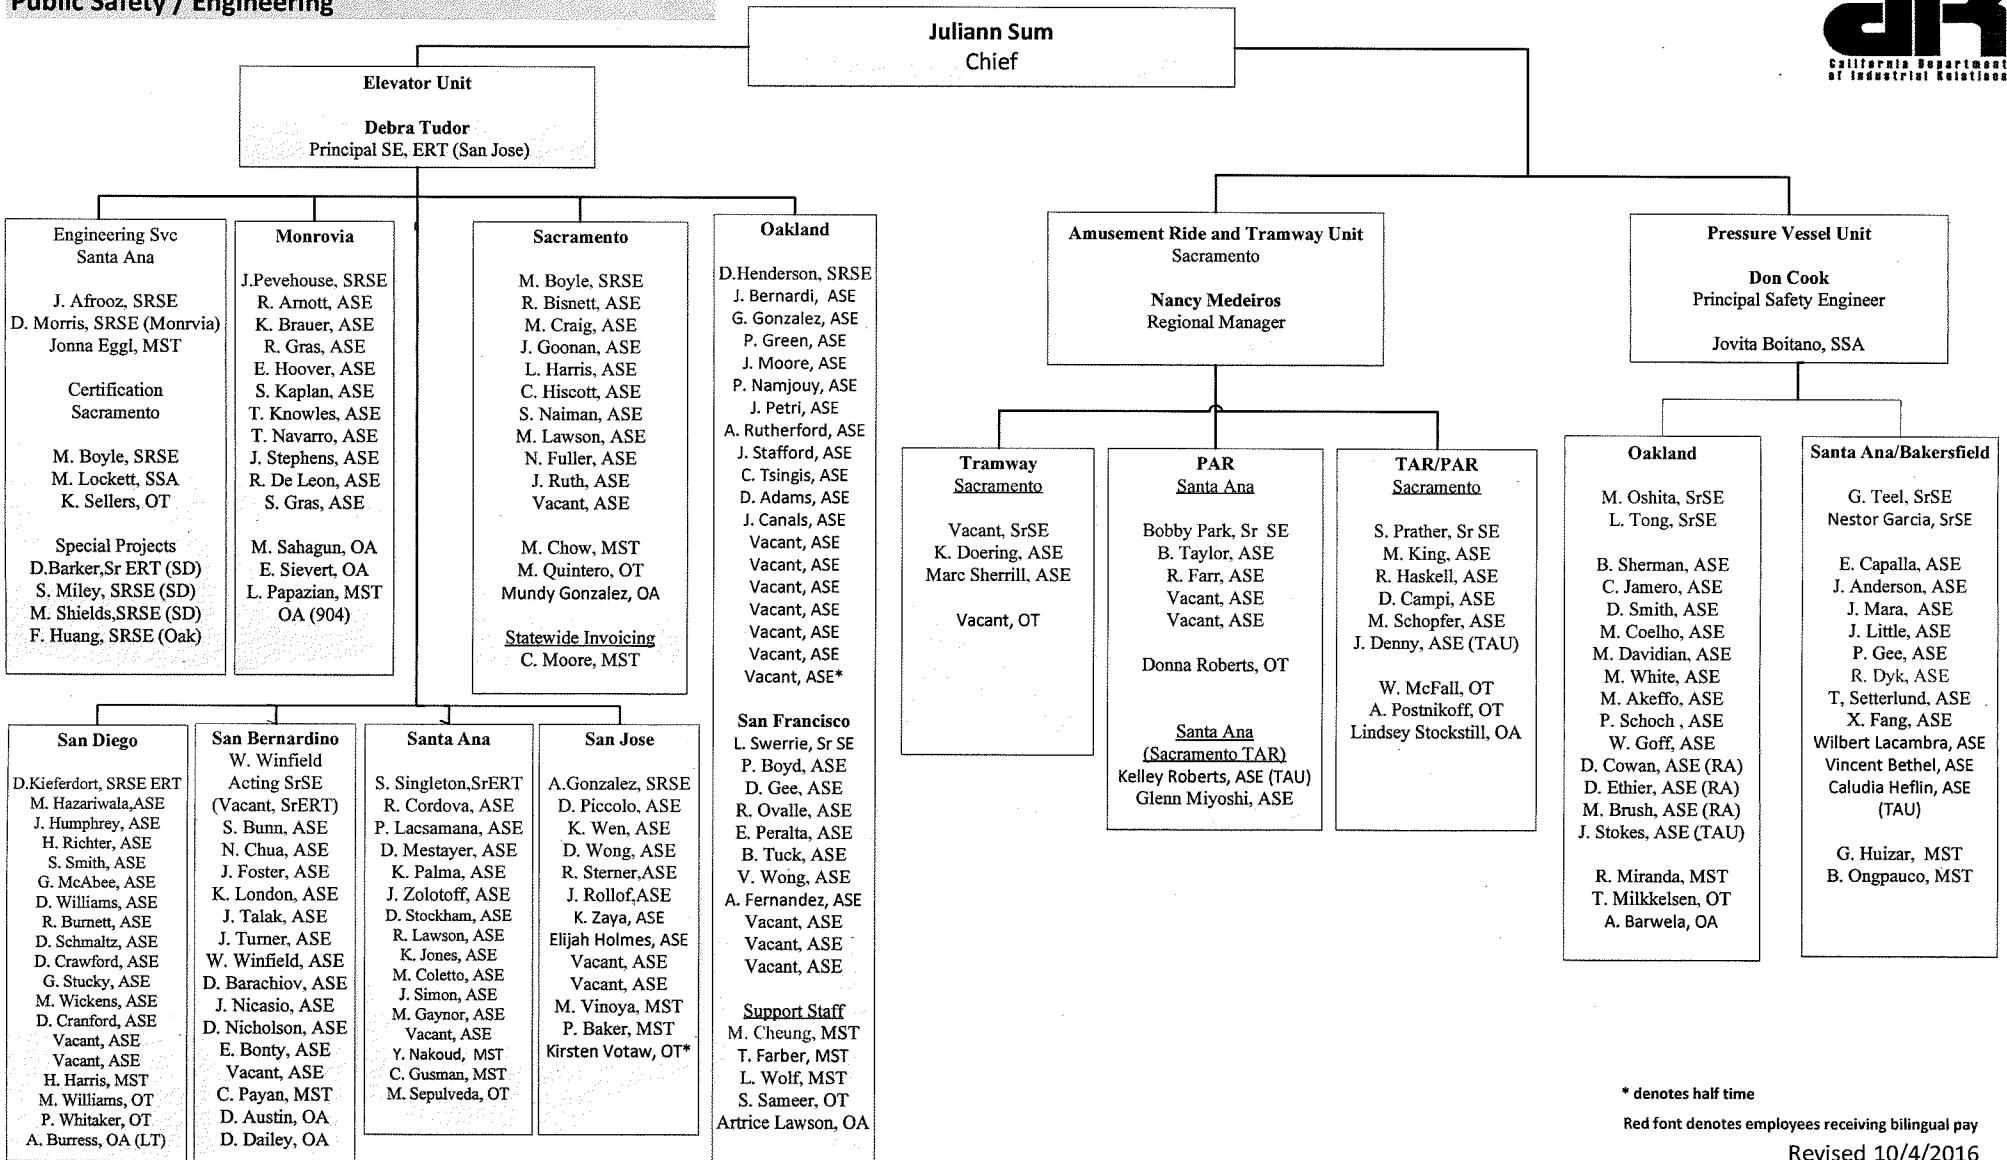 Public Safety / Engineering
Juliann Sum
Chief
California Department
of Industrial Relations
Elevator Unit
Debra Tudor
Principal SE, ERT (San Jose)
Engineering Svc
Santa Ana
J. Afrooz, SRSE
D. Morris, SRSE (Monrvia)
Jonna Eggl, MST
Certification
Sacramento
M. Boyle, SRSE
M. Lockett, SSA
K. Sellers, OT
Special Projects
D.Barker,Sr ERT (SD)
S. Miley, SRSE (SD)
M. Shields,SRSE (SD)
F. Huang, SRSE (Oak)
Monrovia
J.Pevehouse, SRSE
R. Arnott, ASE
K. Brauer, ASE
R. Gras, ASE
E. Hoover, ASE
S. Kaplan, ASE
T. Knowles, ASE
T. Navarro, ASE
J. Stephens, ASE
R. De Leon, ASE
S. Gras, ASE
M. Sahagun, OA
E. Sievert, OA
L. Papazian, MST
OA (904)
Sacramento
M. Boyle, SRSE
R. Bisnett, ASE
M. Craig, ASE
J. Goonan, ASE
L. Harris, ASE
C. Hiscott, ASE
S. Naiman, ASE
M. Lawson, ASE
N. Fuller, ASE
J. Ruth, ASE
Vacant, ASE
M. Chow, MST
M. Quintero, OT
Mundy Gonzalez, OA
Statewide Invoicing
C. Moore, MST
Oakland
D.Henderson, SRSE
J. Bernardi, ASE
G. Gonzalez, ASE
P. Green, ASE
J. Moore, ASE
P. Namjouy, ASE
J. Petri, ASE
A. Rutherford, ASE
J. Stafford, ASE
C. Tsingis, ASE
D. Adams, ASE
J. Canals, ASE
Vacant, ASE
Vacant, ASE
Vacant, ASE
Vacant, ASE
Vacant, ASE
Vacant, ASE
Vacant, ASE*
San Francisco
L. Swerrie, Sr SE
P. Boyd, ASE
D. Gee, ASE
R. Ovalle, ASE
E. Peralta, ASE
B. Tuck, ASE
V. Wong, ASE
A. Fernandez, ASE
Vacant, ASE
Vacant, ASE
Vacant, ASE
Support Staff
M. Cheung, MST
T. Farber, MST
L. Wolf, MST
S. Sameer, OT
Artrice Lawson, OA
San Diego
D.Kieferdort, SRSE ERT
M. Hazariwala,ASE
J. Humphrey, ASE
H. Richter, ASE
S. Smith, ASE
G. McAbee, ASE
D. Williams, ASE
R. Burnett, ASE
D. Schmaltz, ASE
D. Crawford, ASE
G. Stucky, ASE
M. Wickens, ASE
D. Cranford, ASE
Vacant, ASE
Vacant, ASE
H. Harris, MST
M. Williams, OT
P. Whitaker, OT
A. Burress, OA (LT)
San Bernardino
W. Winfield
Acting SrSE
(Vacant, SrERT)
S. Bunn, ASE
N. Chua, ASE
J. Foster, ASE
K. London, ASE
J. Talak, ASE
J. Turner, ASE
W. Winfield, ASE
D. Barachiov, ASE
J. Nicasio, ASE
D. Nicholson, ASE
E. Bonty, ASE
Vacant, ASE
C. Payan, MST
D. Austin, OA
D. Dailey, OA
Santa Ana
S. Singleton,SrERT
R. Cordova, ASE
P. Lacsamana, ASE
D. Mestayer, ASE
K. Palma, ASE
J. Zolotoff, ASE
D. Stockham, ASE
R. Lawson, ASE
K. Jones, ASE
M. Coletto, ASE
J. Simon, ASE
M. Gaynor, ASE
Vacant, ASE
Y. Nakoud, MST
C. Gusman, MST
M. Sepulveda, OT
San Jose
A.Gonzalez, SRSE
D. Piccolo, ASE
K. Wen, ASE
D. Wong, ASE
R. Sterner,ASE
J. Rollof,ASE
K. Zaya, ASE
Elijah Holmes, ASE
Vacant, ASE
Vacant, ASE
M. Vinoya, MST
P. Baker, MST
Kirsten Votaw, OT*
Amusement Ride and Tramway Unit
Sacramento
Nancy Medeiros
Regional Manager
Tramway
Sacramento
Vacant, SrSE
K. Doering, ASE
Marc Sherrill, ASE
Vacant, OT
PAR
Santa Ana
Bobby Park, Sr SE
B. Taylor, ASE
R. Farr, ASE
Vacant, ASE
Vacant, ASE
Donna Roberts, OT
Santa Ana
(Sacramento TAR)
Kelley Roberts, ASE (TAU)
Glenn Miyoshi, ASE
TAR/PAR
Sacramento
S. Prather, Sr SE
M. King, ASE
R. Haskell, ASE
D. Campi, ASE
M. Schopfer, ASE
J. Denny, ASE (TAU)
W. McFall, OT
A. Postnikoff, OT
Lindsey Stockstill, OA
Pressure Vessel Unit
Don Cook
Principal Safety Engineer
Jovita Boitano, SSA
Oakland
M. Oshita, SrSE
L. Tong, SrSE
B. Sherman, ASE
C. Jamero, ASE
D. Smith, ASE
M. Coelho, ASE
M. Davidian, ASE
M. White, ASE
M. Akeffo, ASE
P. Schoch , ASE
W. Goff, ASE
D. Cowan, ASE (RA)
D. Ethier, ASE (RA)
M. Brush, ASE (RA)
J. Stokes, ASE (TAU)
R. Miranda, MST
T. Milkkelsen, OT
A. Barwela, OA
Santa Ana/Bakersfield
G. Teel, SrSE
Nestor Garcia, SrSE
E. Capalla, ASE
J. Anderson, ASE
J. Mara, ASE
J. Little, ASE
P. Gee, ASE
R. Dyk, ASE
T, Setterlund, ASE
X. Fang, ASE
Wilbert Lacambra, ASE
Vincent Bethel, ASE
Caludia Heflin, ASE
(TAU)
G. Huizar, MST
B. Ongpauco, MST
* denotes half time
Red font denotes employees receiving bilingual pay
Revised 10/4/2016